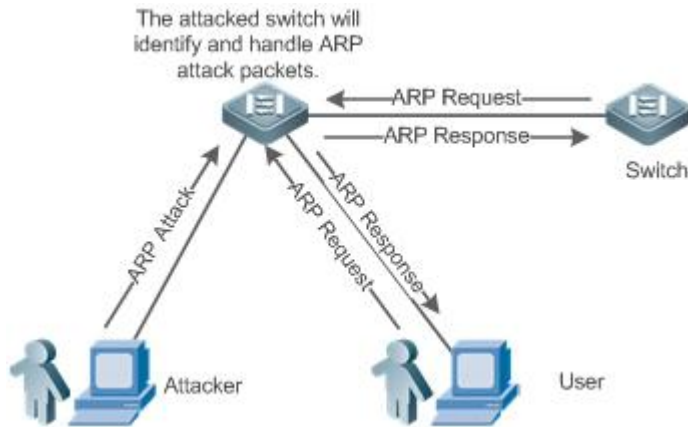 The attacked switch will
identify and handle ARP
attack packets.
ARP Request
ARP Response
Switch
ARP Attack
ARP Request
ARP Response
Attacker
User